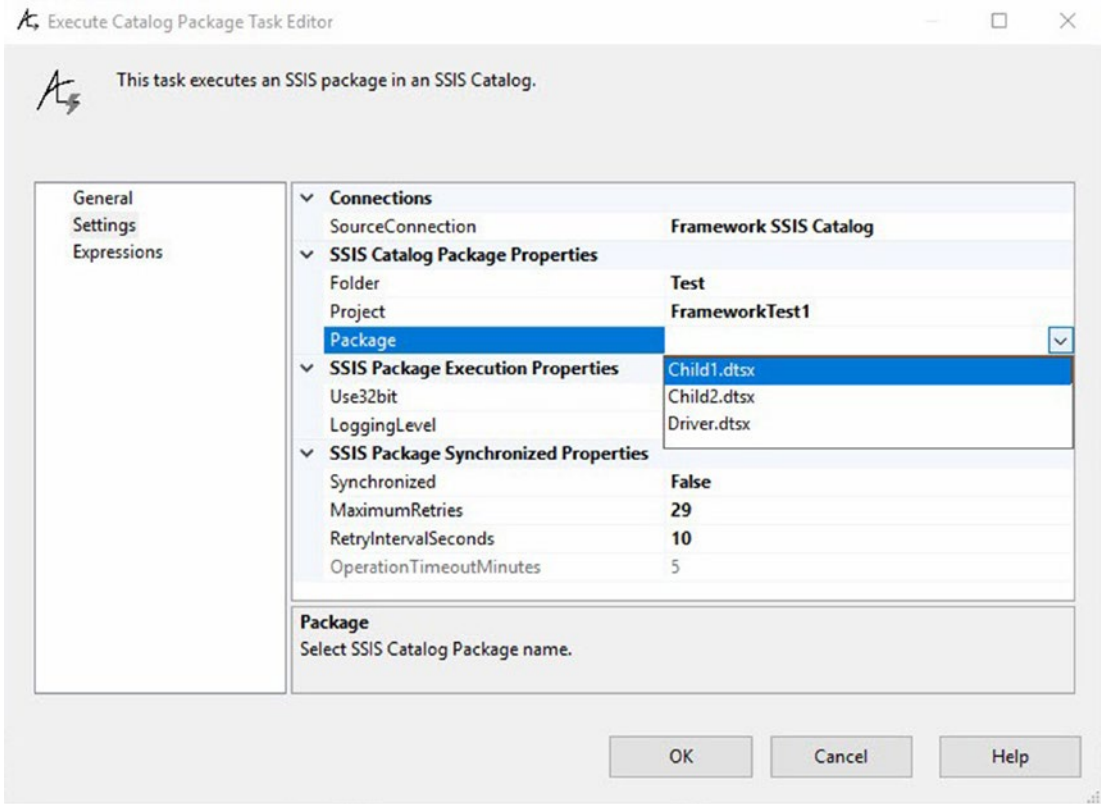 Execute Catalog Package Task Editor
This task executes an SSIS package in an SSIS Catalog.
General
Settings
Expressions
Connections
SourceConnection Framework SSIS Catalog
SSIS Catalog Package Properties
Folder Test
Project FrameworkTest1
Package
SSIS Package Execution Properties Child1.dtsx
Use32bit Child2.dtsx
LoggingLevel Driver.dtsx
SSIS Package Synchronized Properties
Synchronized False
MaximumRetries 29
RetryIntervalSeconds 10
OperationTimeoutMinutes 5
Package
Select SSIS Catalog Package name.
OK Cancel Help